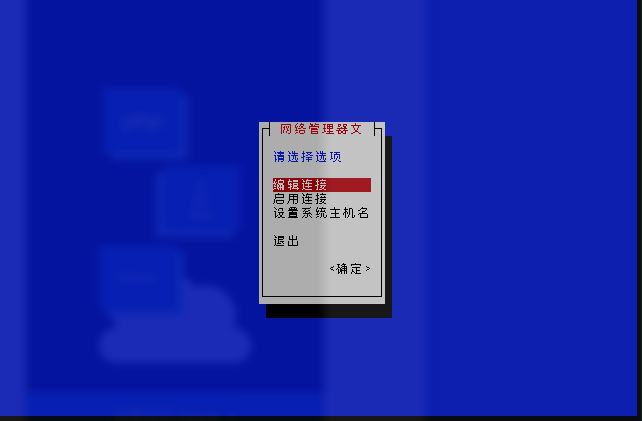 网络管理器文
请选择选项
编辑连接
启用连接
设置系统主机名
退出
<确定>